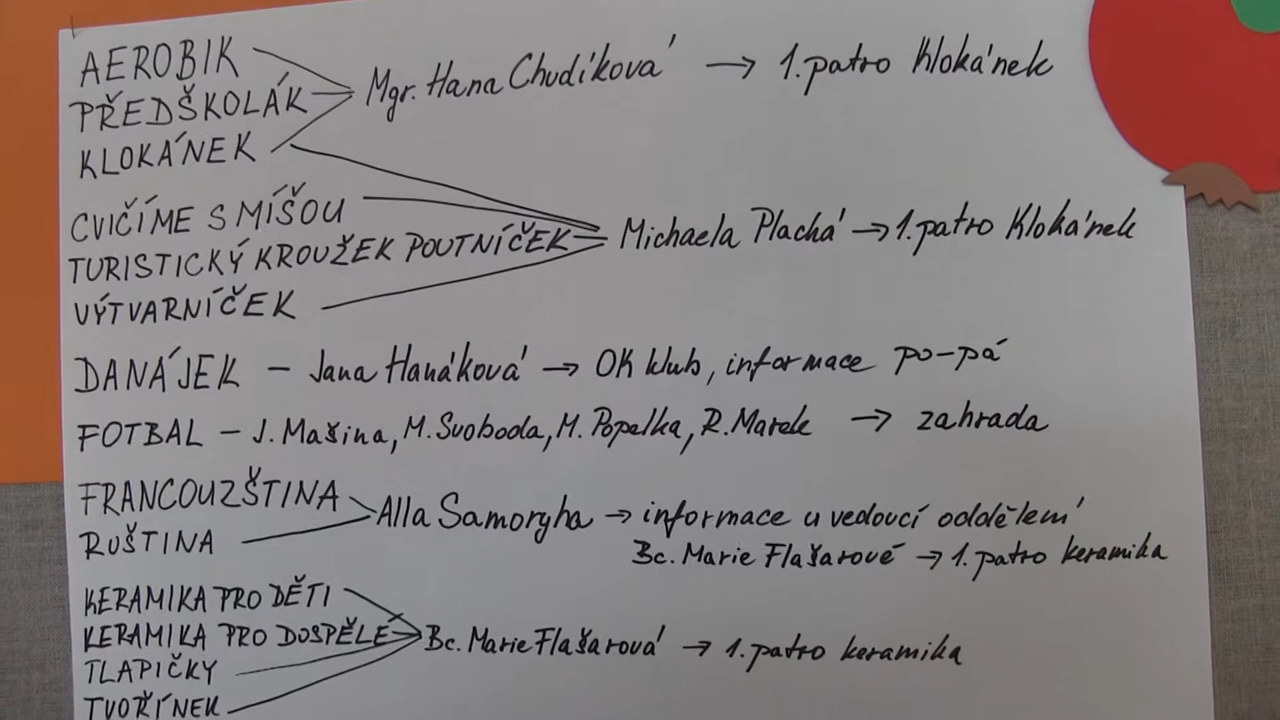 AEROBIK
PŘEDŠKOLÁK
KLOKÁNEK
Mgr. Hana Chudíková → 1. patro Klokánek
CVIČÍME S MÍŠOU
TURISTICKÝ KROUŽEK POUTNÍČEK
VÝTVARNÍČEK
Michaela Plachá → 1. patro Klokánek
DANÁJEK – Jana Hanáková → OK klub, informace po-pá
FOTBAL – J. Mašina, M. Svoboda, M. Popelka, R. Marek → zahrada
FRANCOUZŠTINA
RUŠTINA
Alla Samoryha → informace u vedoucí oddělení
Bc. Marie Flašarové → 1. patro keramika
KERAMIKA PRO DĚTI
KERAMIKA PRO DOSPĚLÉ
TLAPIČKY
TVOŘÍNEK
Bc. Marie Flašarová → 1. patro keramika